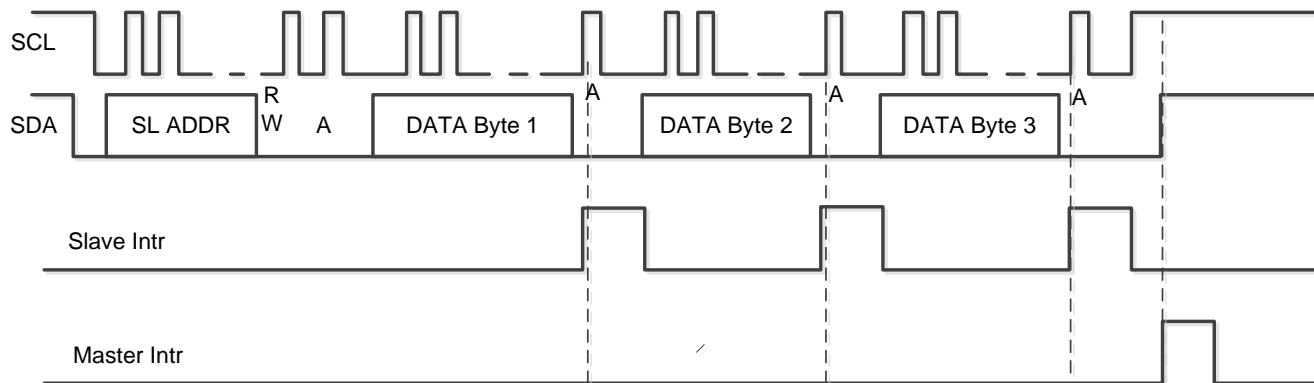 SCL
SDA
SL ADDR
R
W
A
DATA Byte 1
A
DATA Byte 2
A
DATA Byte 3
A
Slave Intr
Master Intr